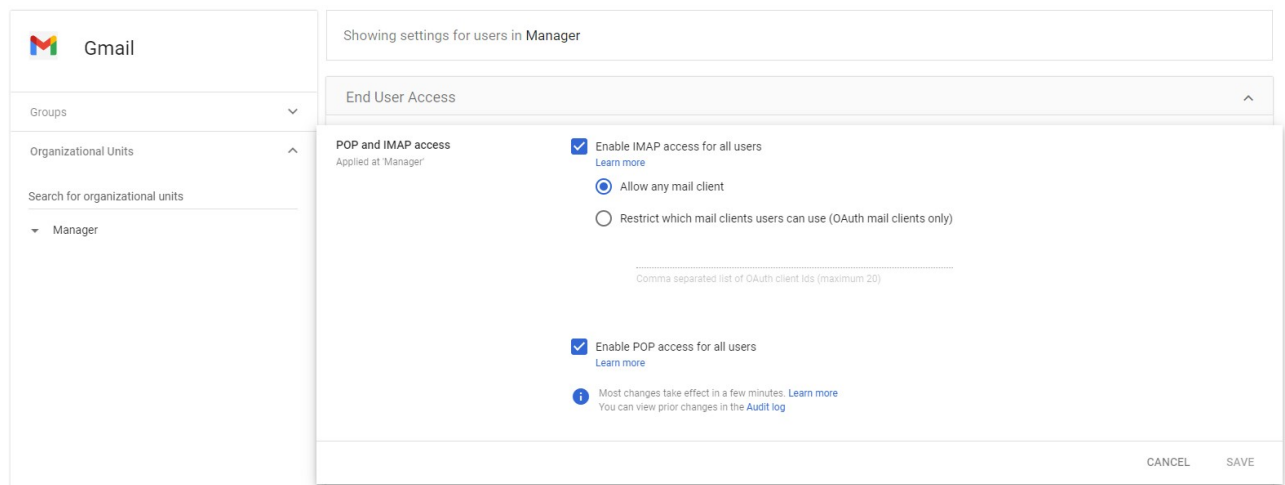 Gmail
Groups
Organizational Units
Search for organizational units
Manager
Showing settings for users in Manager
End User Access
POP and IMAP access
Applied at 'Manager'
Enable IMAP access for all users
Learn more
Allow any mail client
Restrict which mail clients users can use (OAuth mail clients only)
Comma separated list of OAuth client Ids (maximum 20)
Enable POP access for all users
Learn more
Most changes take effect in a few minutes. Learn more
You can view prior changes in the Audit log
CANCEL SAVE